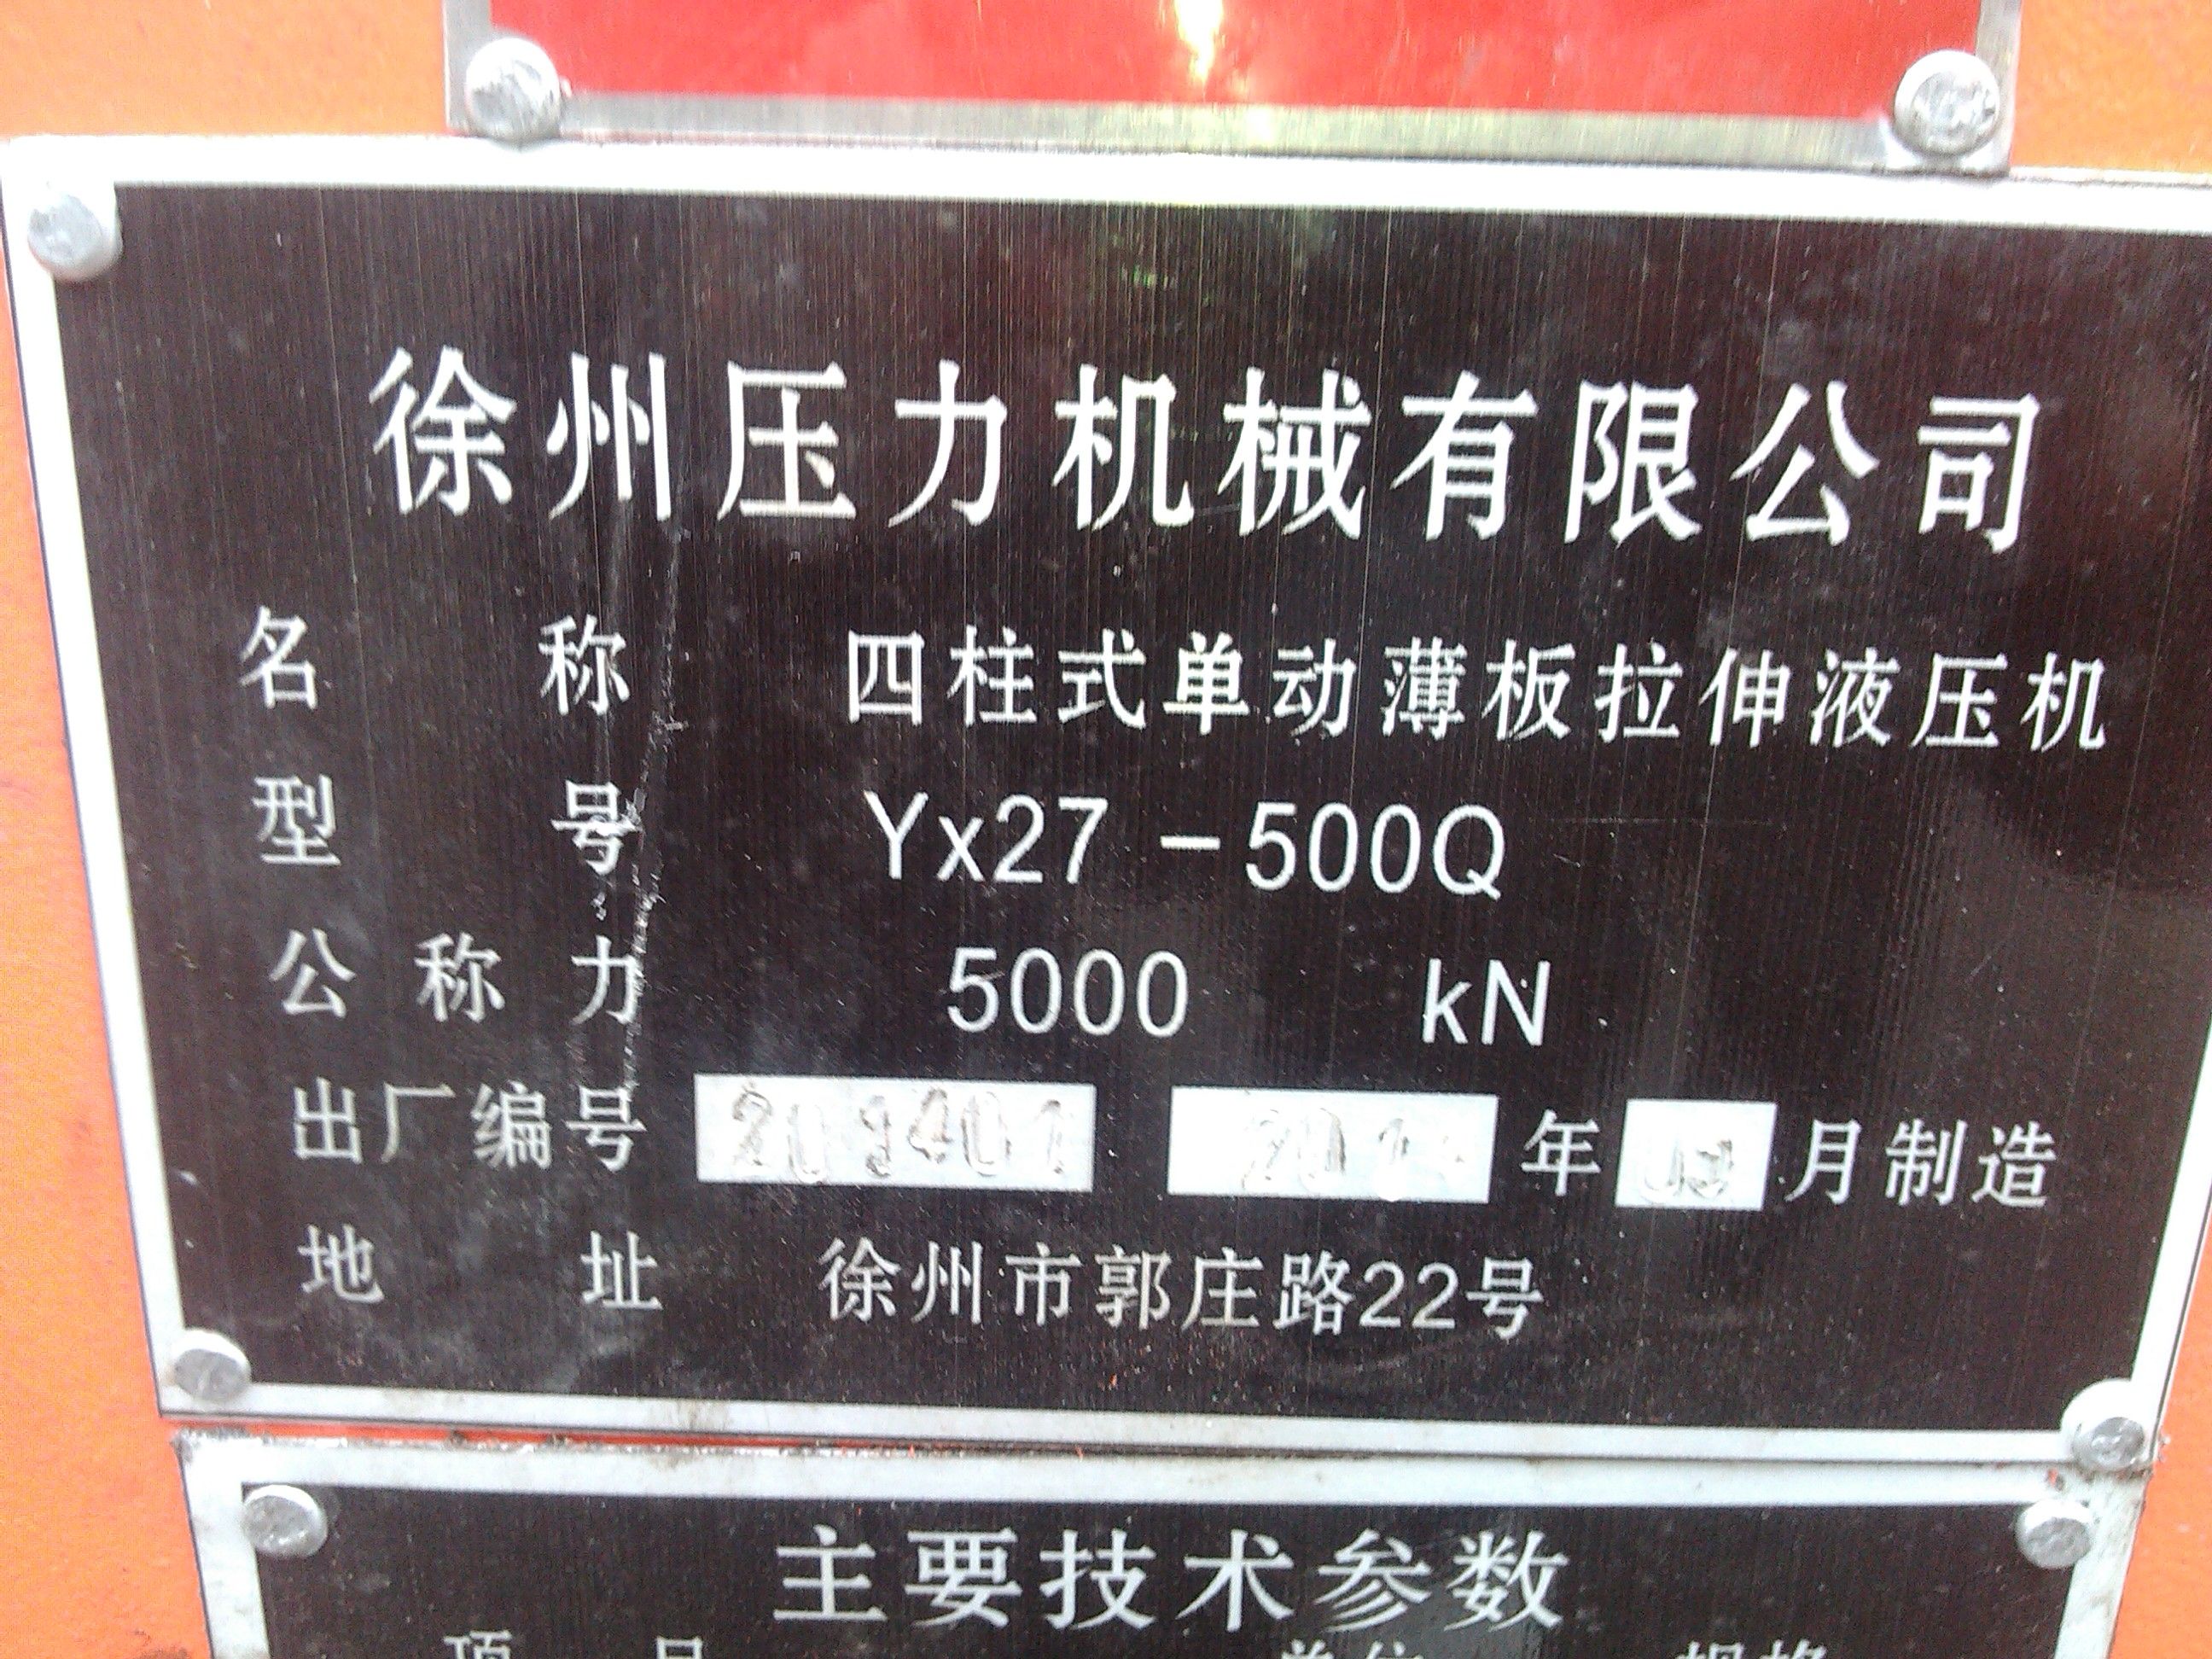 徐州压力机械有限公司
名 称 四柱式单动薄板拉伸液压机
型 号 Yx27-500Q
公称力 5000 kN
出厂编号 年 月制造
地 址 徐州市郭庄路22号
主要技术参数